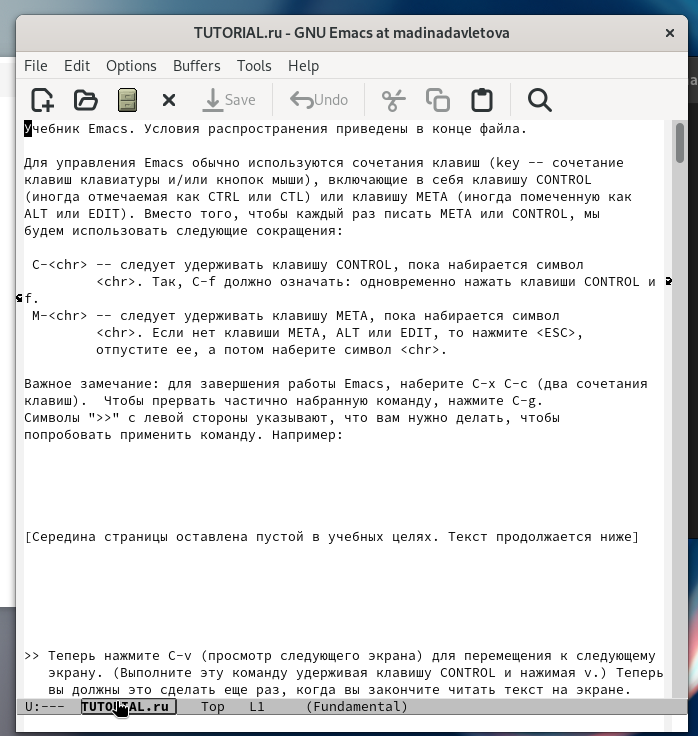 TUTORIAL.ru - GNU Emacs at madinadavletova
File Edit Options Buffers Tools Help
Save Undo
Учебник Emacs. Условия распространения приведены в конце файла.
Для управления Emacs обычно используются сочетания клавиш (key -- сочетание
клавиш клавиатуры и/или кнопок мыши), включающие в себя клавишу CONTROL
(иногда отмечаемая как CTRL или CTL) или клавишу META (иногда помеченную как
ALT или EDIT). Вместо того, чтобы каждый раз писать META или CONTROL, мы
будем использовать следующие сокращения:
C-<chr> -- следует удерживать клавишу CONTROL, пока набирается символ
<chr>. Так, C-f должно означать: одновременно нажать клавиши CONTROL и
f.
M-<chr> -- следует удерживать клавишу META, пока набирается символ
<chr>. Если нет клавиши META, ALT или EDIT, то нажмите <ESC>,
отпустите ее, а потом наберите символ <chr>.
Важное замечание: для завершения работы Emacs, наберите C-x C-c (два сочетания
клавиш).  Чтобы прервать частично набранную команду, нажмите C-g.
Символы ">>" с левой стороны указывают, что вам нужно делать, чтобы
попробовать применить команду. Например:
[Середина страницы оставлена пустой в учебных целях. Текст продолжается ниже]
>> Теперь нажмите C-v (просмотр следующего экрана) для перемещения к следующему
экрану. (Выполните эту команду удерживая клавишу CONTROL и нажимая v.) Теперь
вы должны это сделать еще раз, когда вы закончите читать текст на экране.
U:--- TUTORIAL.ru Top L1 (Fundamental)